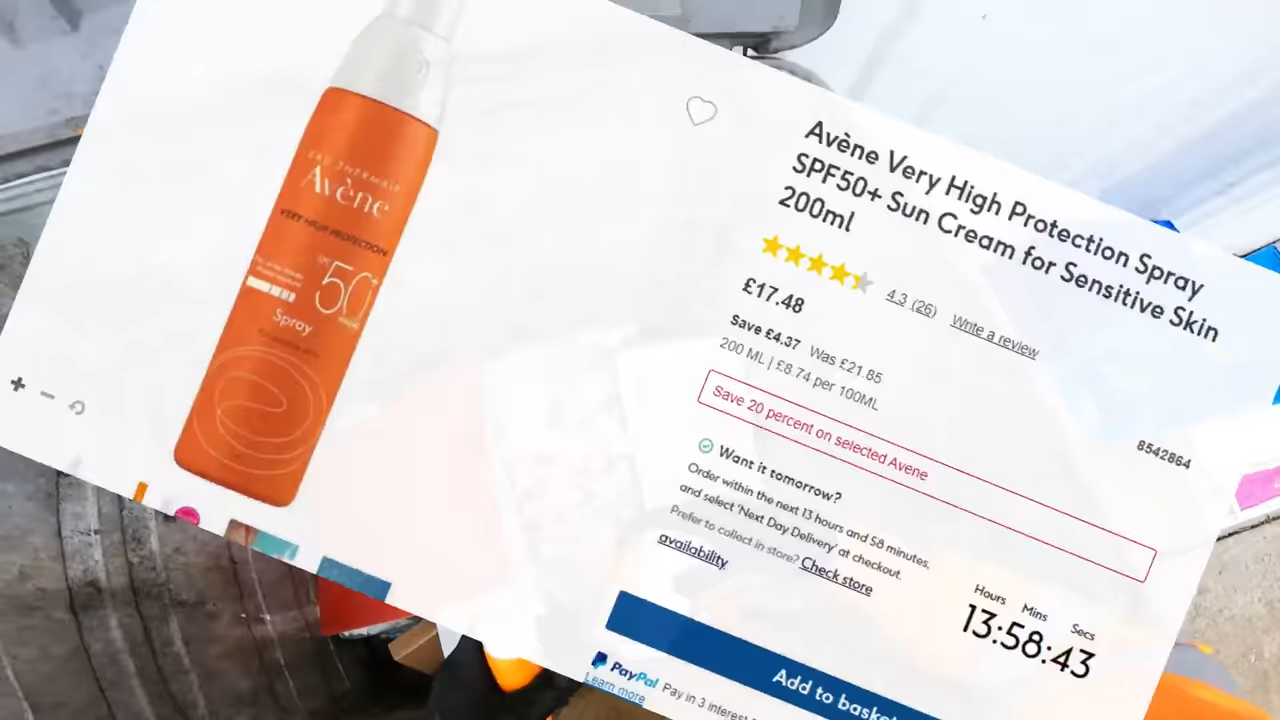 EAU THERMALE
Avène
VERY HIGH PROTECTION
SPF
50+
Spray
Avène Very High Protection Spray
SPF50+ Sun Cream for Sensitive Skin
200ml
4.3 (26) Write a review
£17.48
Save £4.37 Was £21.85
200 ML | £8.74 per 100ML
8542864
Save 20 percent on selected Avene
Want it tomorrow?
Order within the next 13 hours and 58 minutes,
and select 'Next Day Delivery' at checkout.
Prefer to collect in store? Check store
availability
Hours Mins Secs
13:58:43
Add to basket
PayPal Pay in 3 interest
Learn more